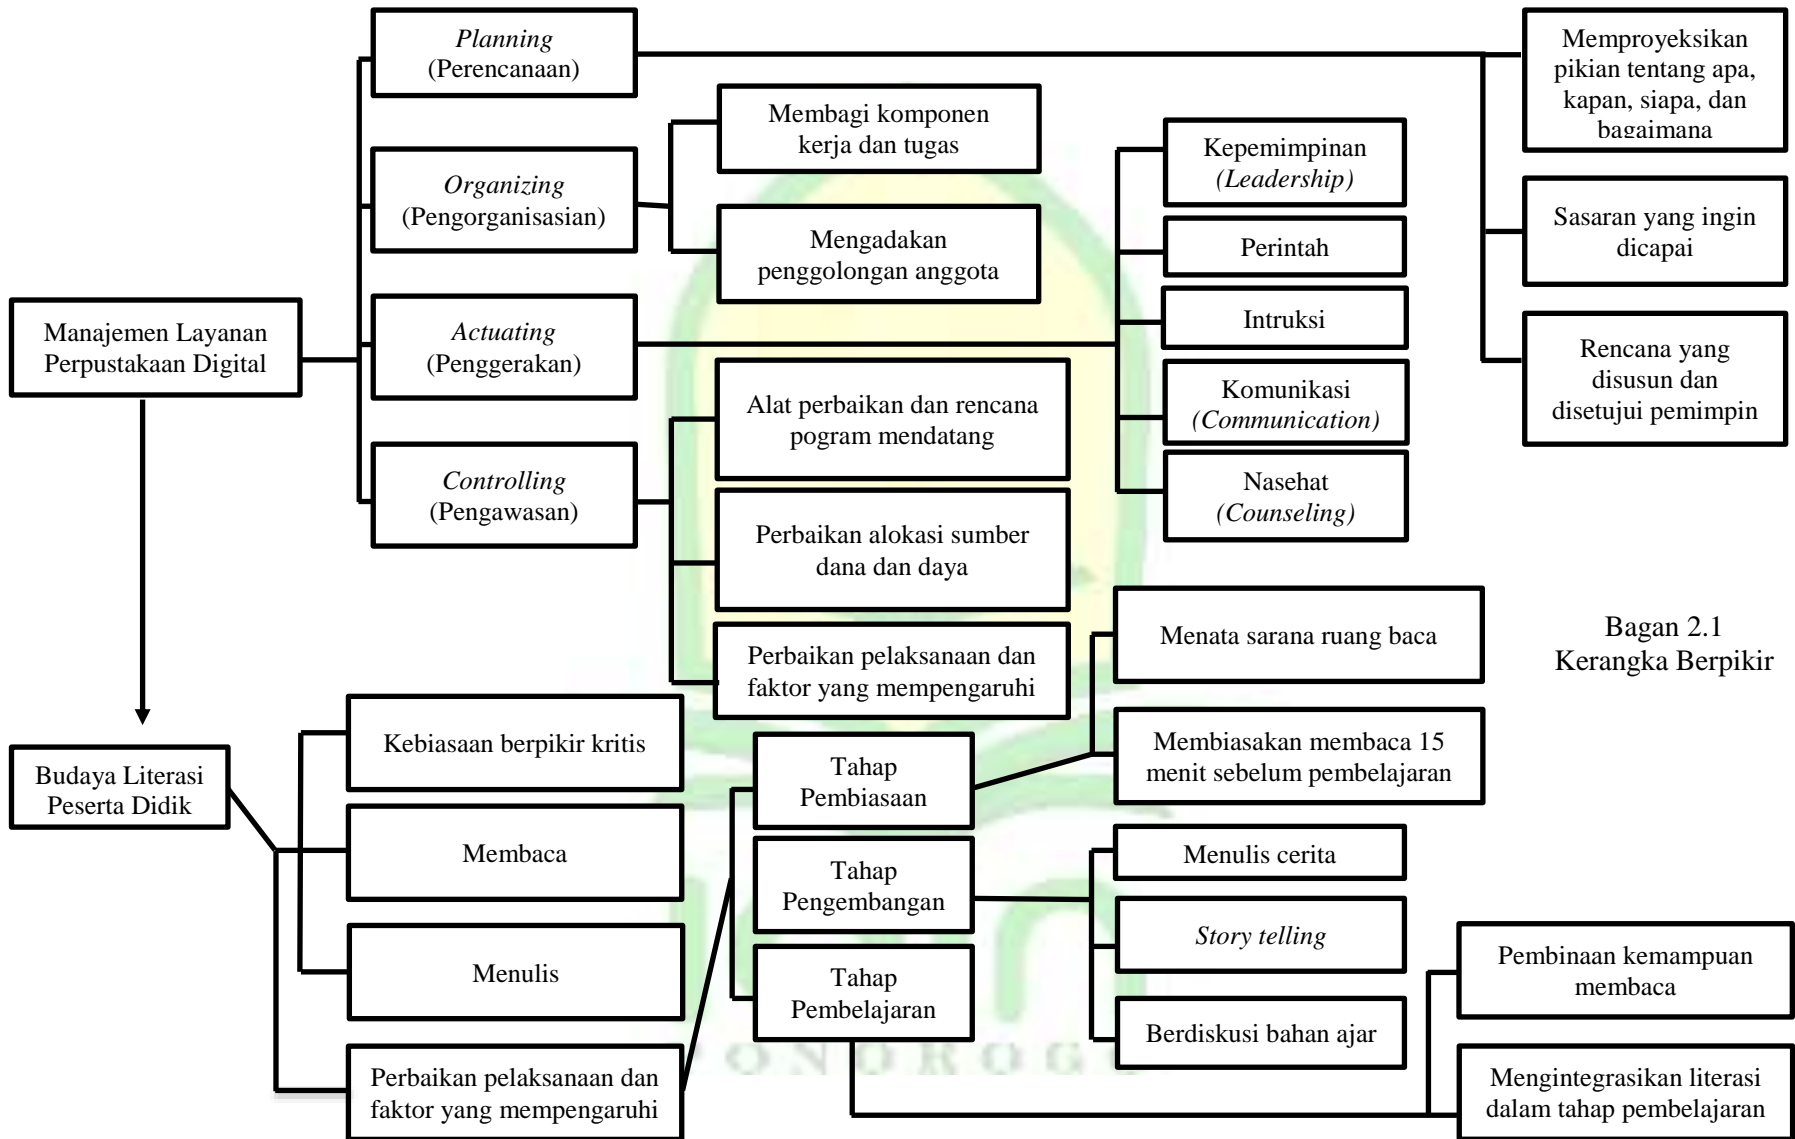 Planning
(Perencanaan)
Memproyeksikan
pikian tentang apa,
kapan, siapa, dan
bagaimana
Membagi komponen
kerja dan tugas
Kepemimpinan
(Leadership)
Organizing
(Pengorganisasian)
Sasaran yang ingin
dicapai
Mengadakan
penggolongan anggota
Perintah
Manajemen Layanan
Perpustakaan Digital
Actuating
(Penggerakan)
Intruksi
Rencana yang
disusun dan
disetujui pemimpin
Alat perbaikan dan rencana
pogram mendatang
Komunikasi
(Communication)
Controlling
(Pengawasan)
Nasehat
(Counseling)
Perbaikan alokasi sumber
dana dan daya
Menata sarana ruang baca
Bagan 2.1
Kerangka Berpikir
Perbaikan pelaksanaan dan
faktor yang mempengaruhi
Kebiasaan berpikir kritis
Budaya Literasi
Peserta Didik
Tahap
Pembiasaan
Membiasakan membaca 15
menit sebelum pembelajaran
Membaca
Tahap
Pengembangan
Menulis cerita
Story telling
Menulis
Tahap
Pembelajaran
Pembinaan kemampuan
membaca
Berdiskusi bahan ajar
Perbaikan pelaksanaan dan
faktor yang mempengaruhi
Mengintegrasikan literasi
dalam tahap pembelajaran
PONOROGO